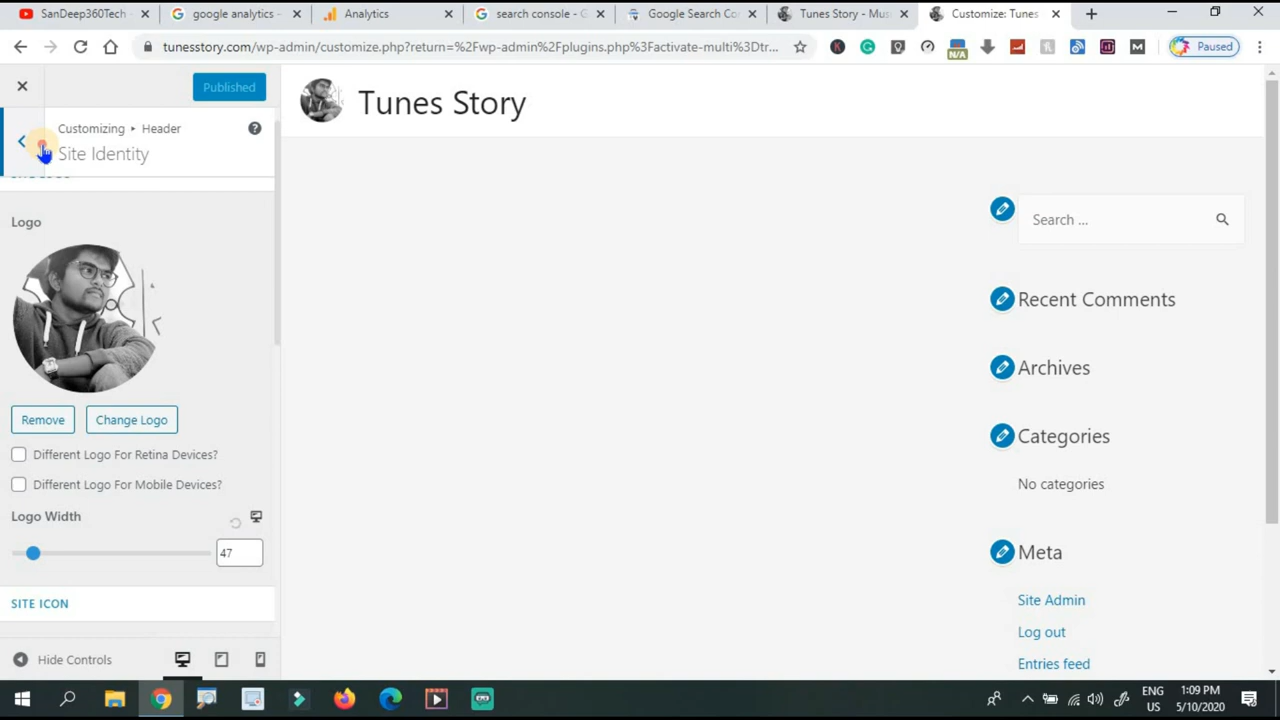 SanDeep360Tech -
google analytics -
Analytics
search console - G
Google Search Co
Tunes Story - Mus
Customize: Tunes
tunesstory.com/wp-admin/customize.php?return=%2Fwp-admin%2Fplugins.php%3Factivate-multi%3Dtr...
N/A
Paused
Published
Customizing ▸ Header
Site Identity
Logo
Remove
Change Logo
Different Logo For Retina Devices?
Different Logo For Mobile Devices?
Logo Width
47
SITE ICON
Hide Controls
Tunes Story
Search ...
Recent Comments
Archives
Categories
No categories
Meta
Site Admin
Log out
Entries feed
ENG
US
1:09 PM
5/10/2020